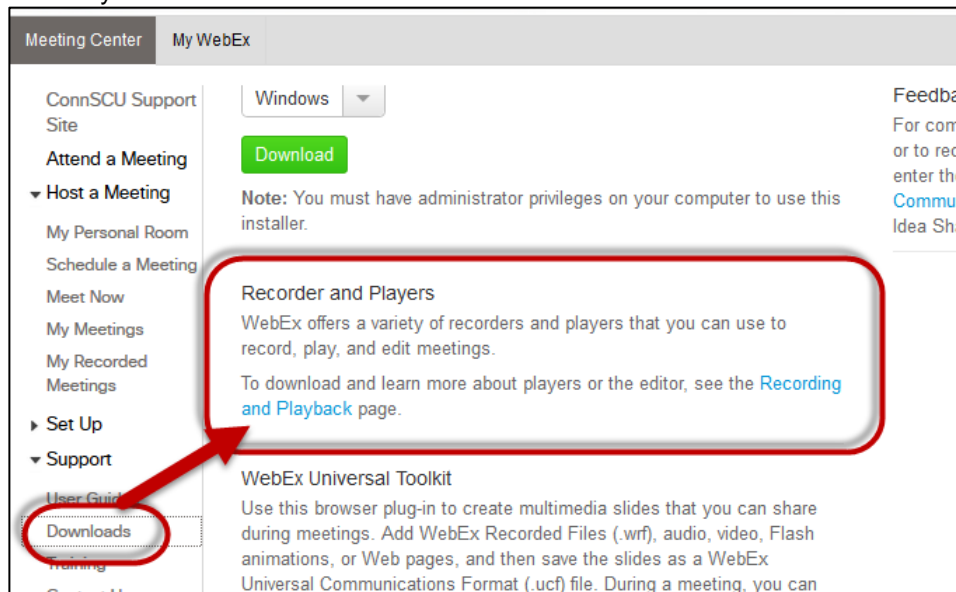 Meeting Center My WebEx
ConnSCU Support
Site
Attend a Meeting
Host a Meeting
My Personal Room
Schedule a Meeting
Meet Now
My Meetings
My Recorded
Meetings
Set Up
Support
User Guid
Downloads
Training
Windows
Download
Note: You must have administrator privileges on your computer to use this
installer.
Recorder and Players
WebEx offers a variety of recorders and players that you can use to
record, play, and edit meetings.
To download and learn more about players or the editor, see the Recording
and Playback page.
WebEx Universal Toolkit
Use this browser plug-in to create multimedia slides that you can share
during meetings. Add WebEx Recorded Files (.wrf), audio, video, Flash
animations, or Web pages, and then save the slides as a WebEx
Universal Communications Format (.ucf) file. During a meeting, you can
Feedba
For com
or to rec
enter the
Commu
Idea Sh